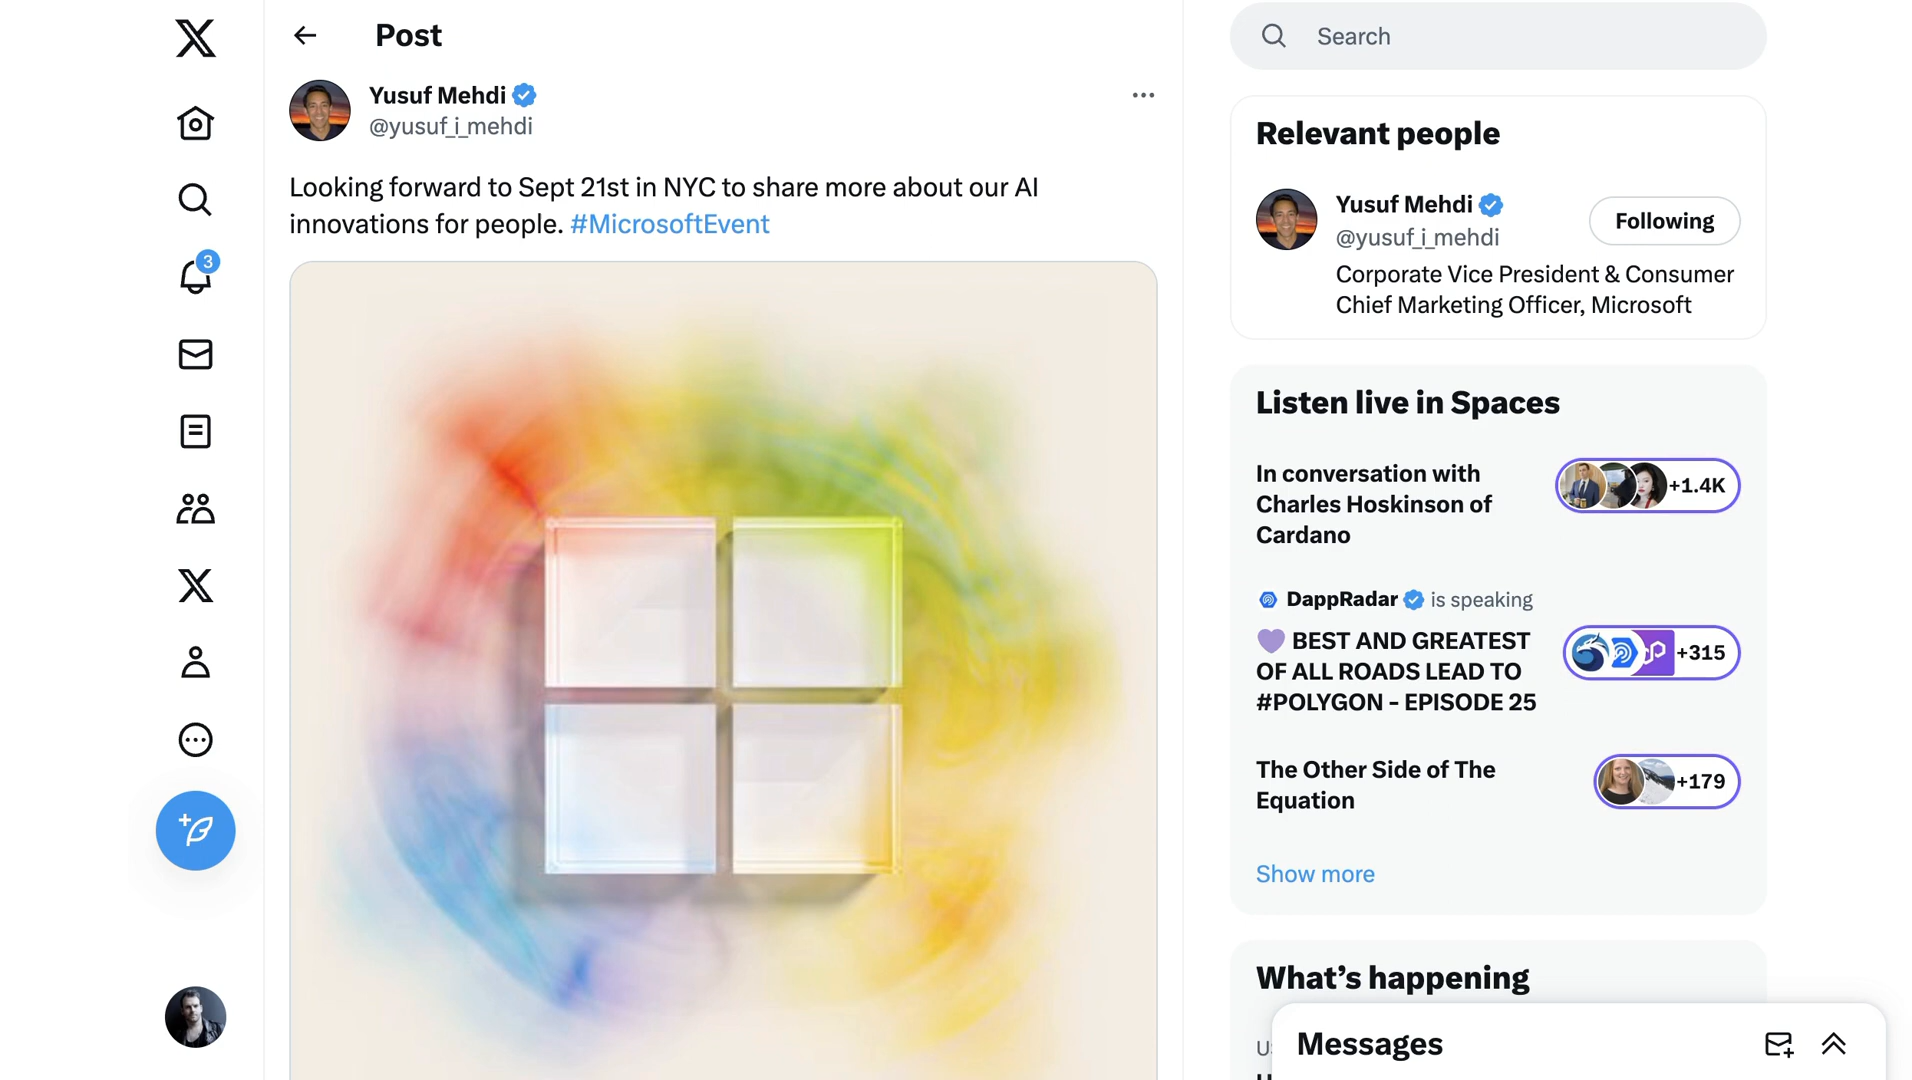 Post
Yusuf Mehdi
@yusuf_i_mehdi
Looking forward to Sept 21st in NYC to share more about our AI
innovations for people. #MicrosoftEvent
3
Search
Relevant people
Yusuf Mehdi
@yusuf_i_mehdi
Following
Corporate Vice President & Consumer
Chief Marketing Officer, Microsoft
Listen live in Spaces
In conversation with
Charles Hoskinson of
Cardano
+1.4K
DappRadar is speaking
💜 BEST AND GREATEST
OF ALL ROADS LEAD TO
#POLYGON - EPISODE 25
+315
The Other Side of The
Equation
+179
Show more
What’s happening
Messages